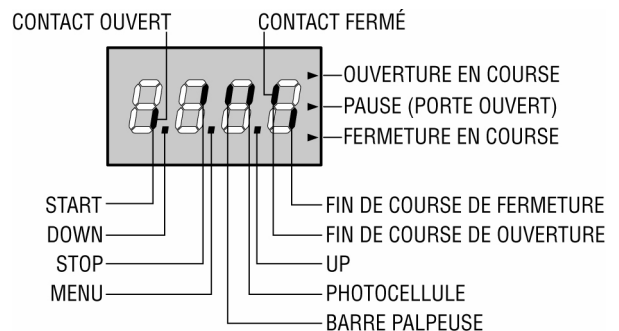 CONTACT OUVERT
CONTACT FERMÉ
OUVERTURE EN COURSE
PAUSE (PORTE OUVERT)
FERMETURE EN COURSE
START
DOWN
STOP
MENU
FIN DE COURSE DE FERMETURE
FIN DE COURSE DE OUVERTURE
UP
PHOTOCELLULE
BARRE PALPEUSE